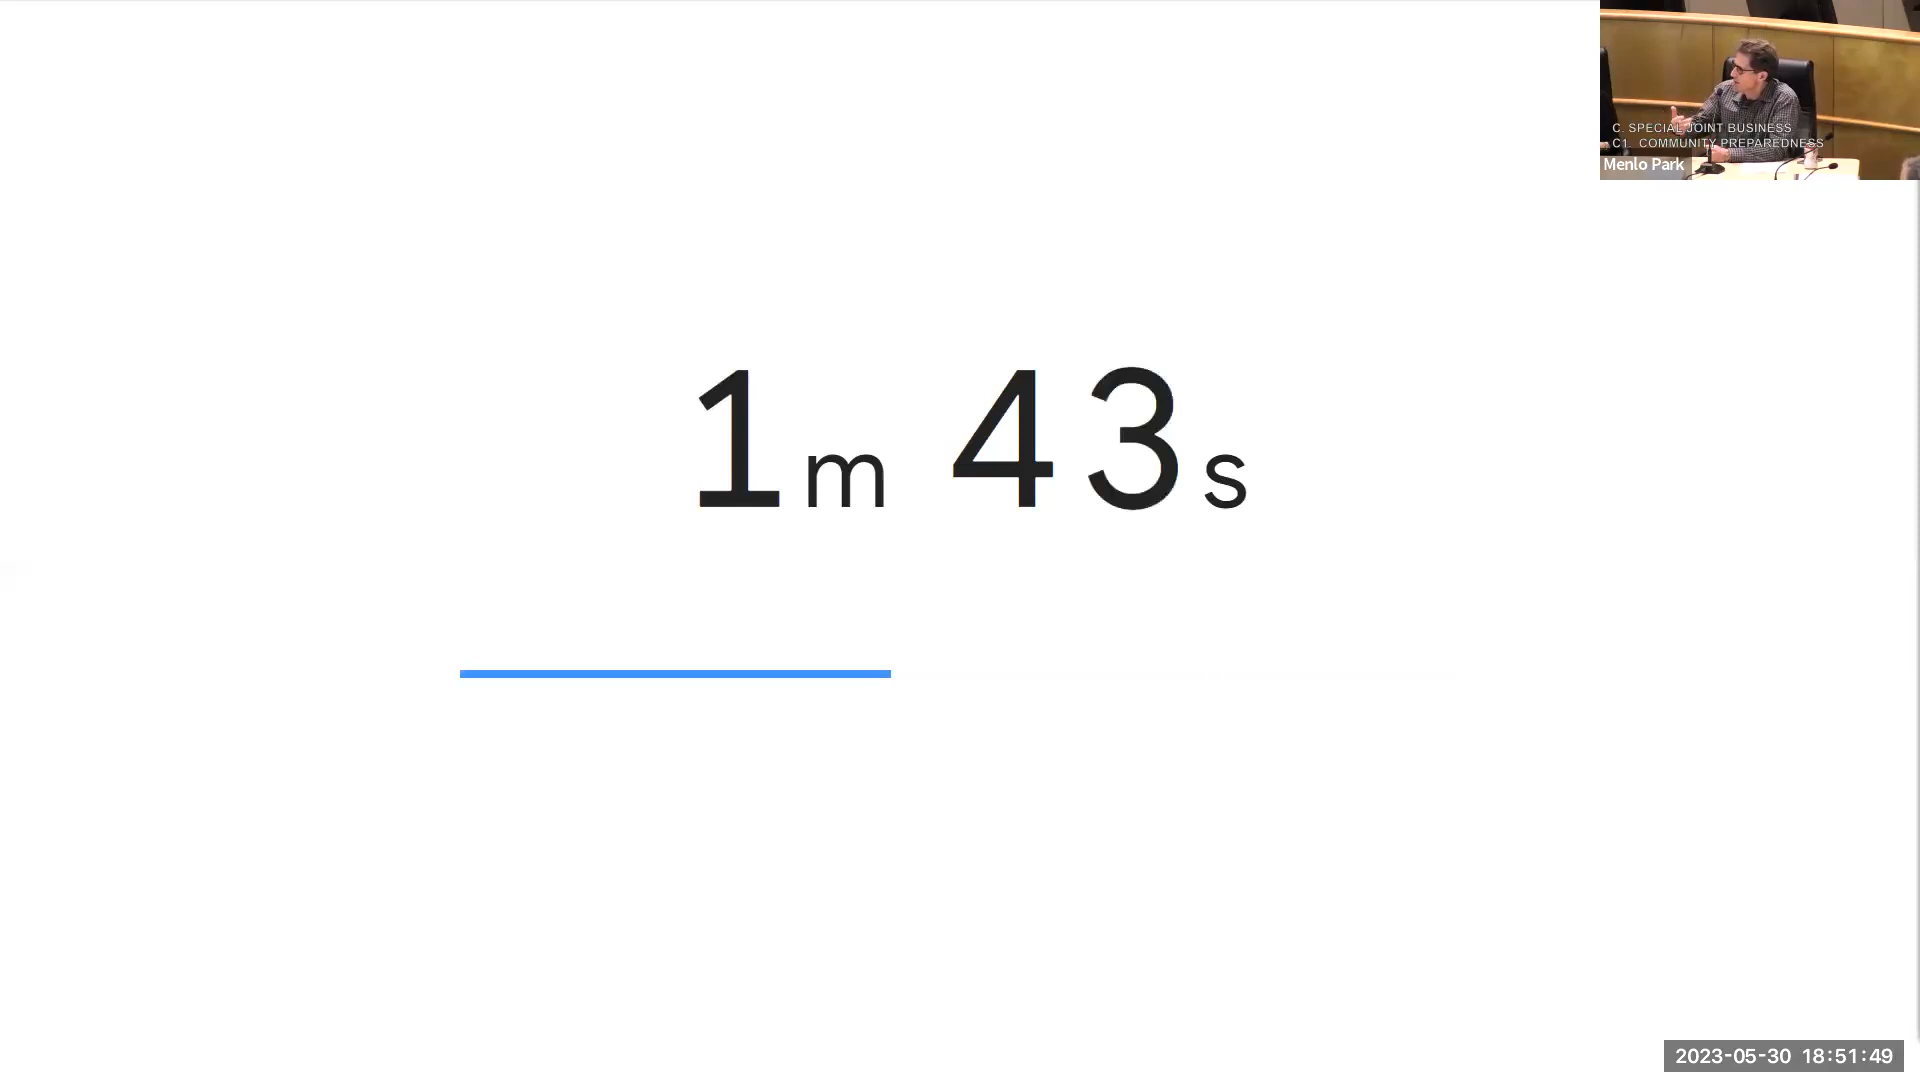 C. SPECIAL JOINT BUSINESS
C1. COMMUNITY PREPAREDNESS
Menlo Park
1m 43s
2023-05-30 18:51:49